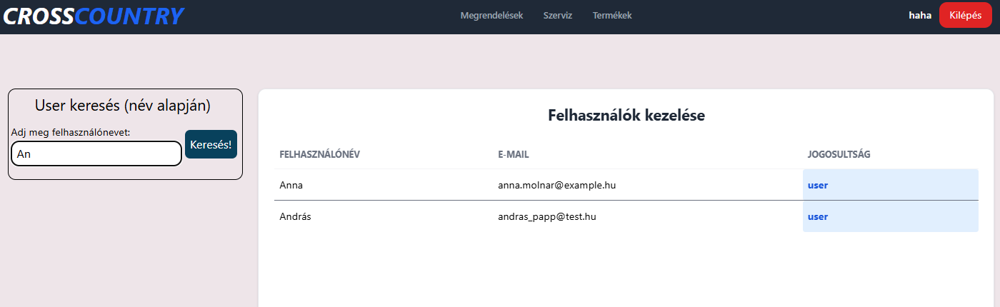 CROSSCOUNTRY Megrendelések Szerviz Termékek haha Kilépés
User keresés (név alapján)
Adj meg felhasználónevet:
An
Keresés!
Felhasználók kezelése
FELHASZNÁLÓNÉV E-MAIL JOGOSULTSÁG
Anna anna.molnar@example.hu user
András andras_papp@test.hu user